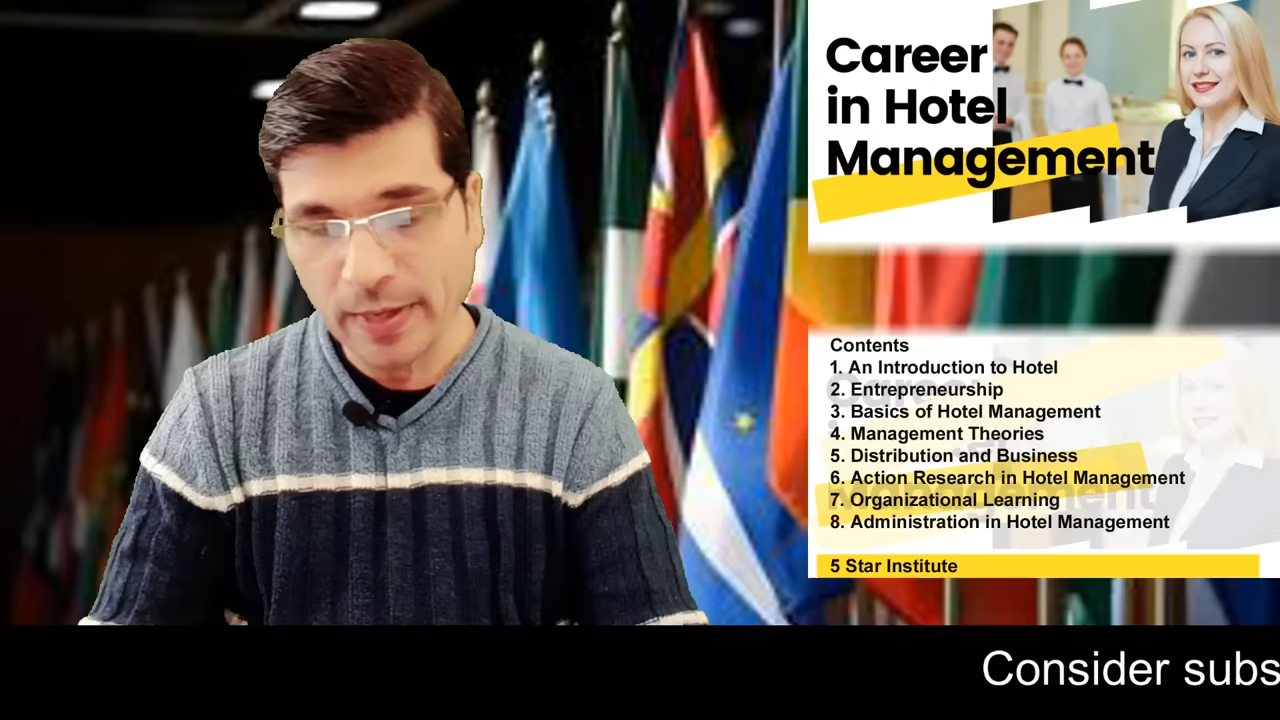 Career
in Hotel
Management
Contents
1. An Introduction to Hotel
2. Entrepreneurship
3. Basics of Hotel Management
4. Management Theories
5. Distribution and Business
6. Action Research in Hotel Management
7. Organizational Learning
8. Administration in Hotel Management
5 Star Institute
Consider subs